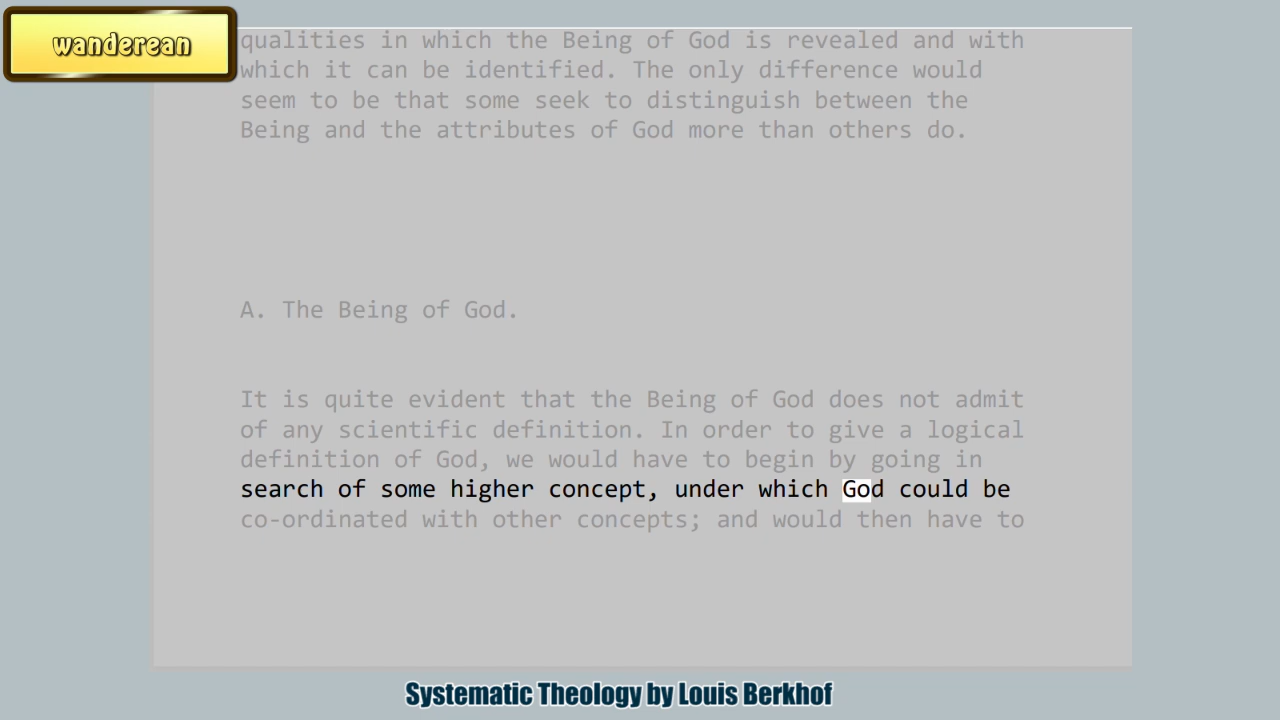 wanderean
qualities in which the Being of God is revealed and with
which it can be identified. The only difference would
seem to be that some seek to distinguish between the
Being and the attributes of God more than others do.
A. The Being of God.
It is quite evident that the Being of God does not admit
of any scientific definition. In order to give a logical
definition of God, we would have to begin by going in
search of some higher concept, under which God could be
co-ordinated with other concepts; and would then have to
Systematic Theology by Louis Berkhof